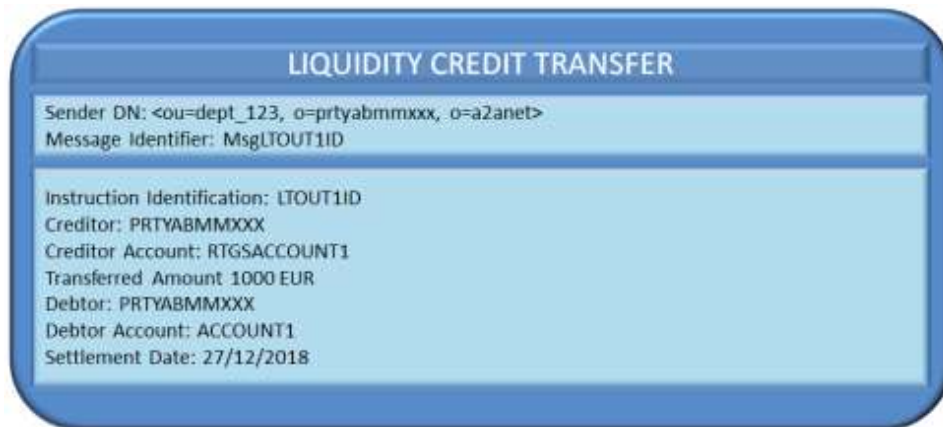 LIQUIDITY CREDIT TRANSFER
Sender DN: <ou=dept_123, o=prtyabmmxxx, o=a2anet>
Message Identifier: MsgLTOUT1ID
Instruction Identification: LTOUT1ID
Creditor: PRTYABMMXXX
Creditor Account: RTGSACCOUNT1
Transferred Amount 1000 EUR
Debtor: PRTYABMMXXX
Debtor Account: ACCOUNT1
Settlement Date: 27/12/2018